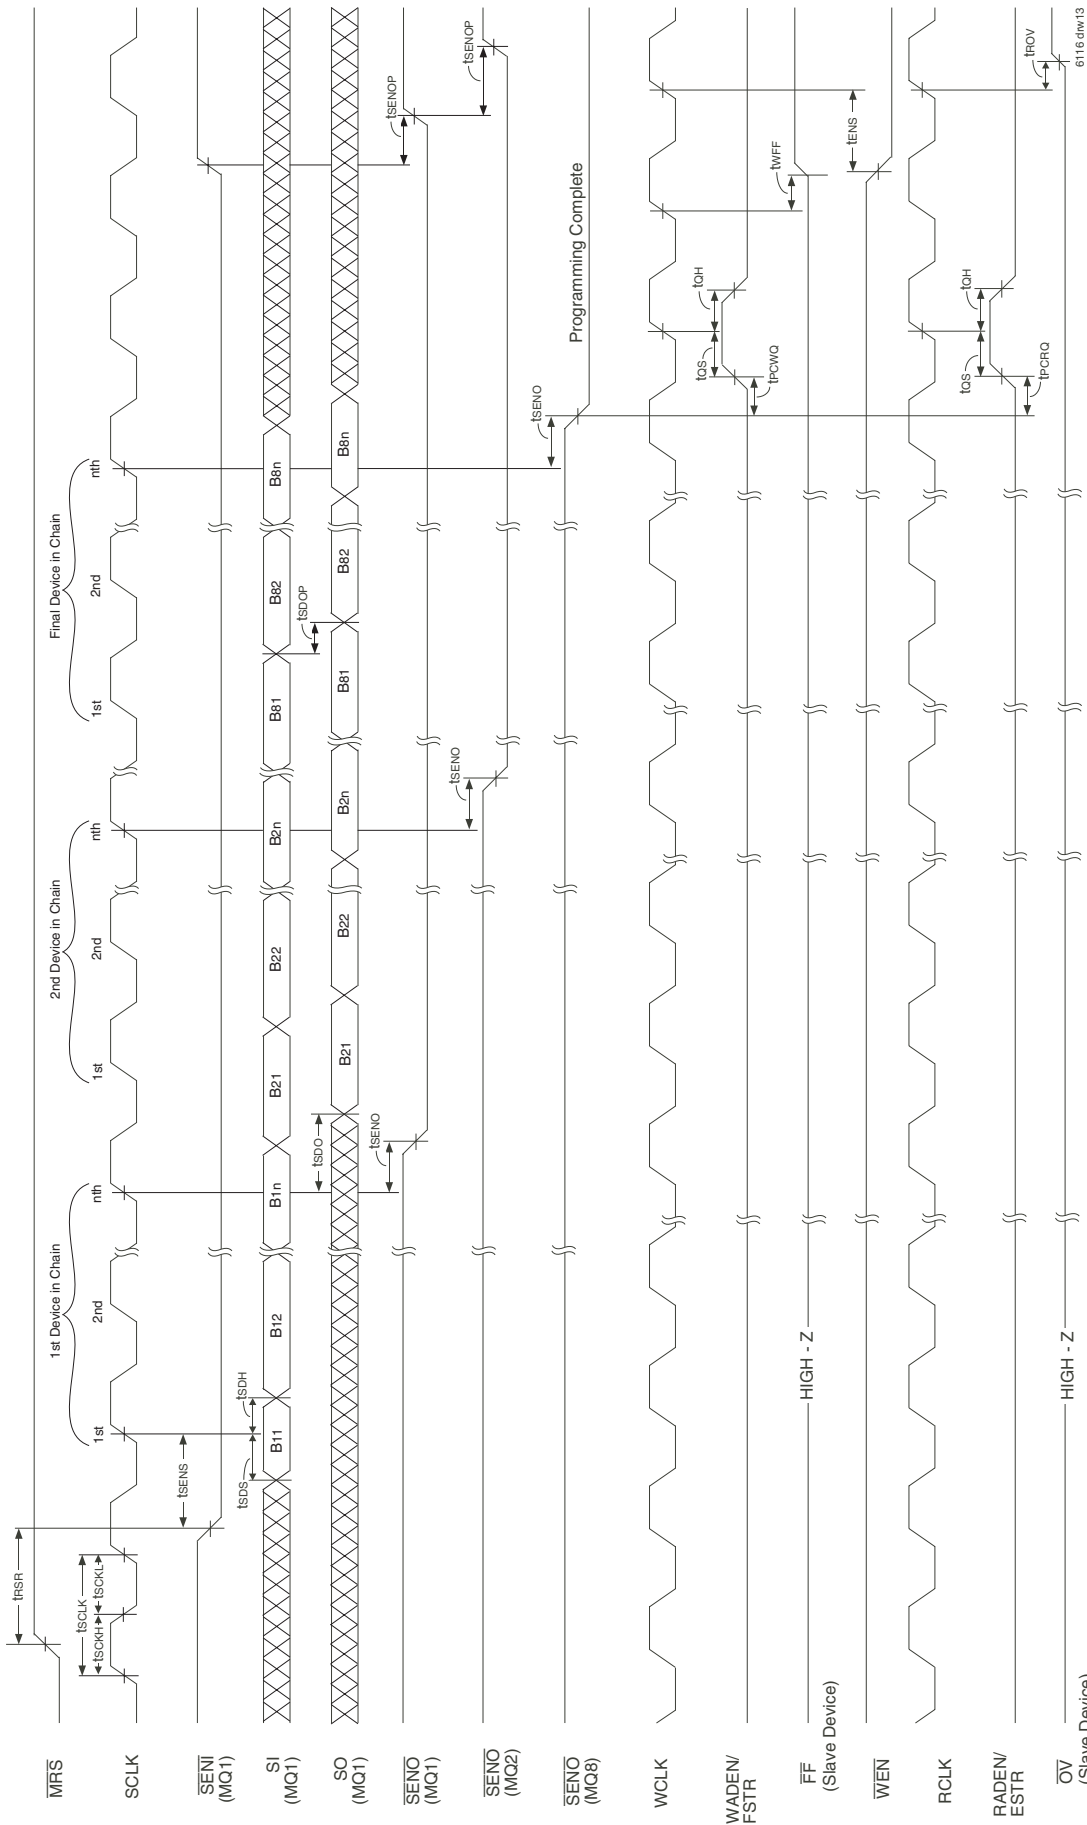 MRS
tRSR
SCLK
tSCLK
tSCKH
tSCKL
1st Device in Chain
1st
2nd
nth
2nd Device in Chain
1st
2nd
nth
Final Device in Chain
1st
2nd
nth
SENI
(MQ1)
tSENS
SI
(MQ1)
tSDS
tSDH
B11
B12
B1n
B21
B22
B2n
B81
B82
B8n
SO
(MQ1)
tSDO
tSDOP
B21
B22
B2n
B81
B82
B8n
SENO
(MQ1)
tSENO
tSENOP
SENO
(MQ2)
tSENO
tSENOP
SENO
(MQ8)
tSENO
Programming Complete
WCLK
WADEN/
FSTR
tQS
tQH
tPCWQ
FF
(Slave Device)
HIGH - Z
tWFF
WEN
tENS
RCLK
RADEN/
ESTR
tQS
tQH
tPCRQ
OV
(Slave Device)
HIGH - Z
tROV
6116 drw13